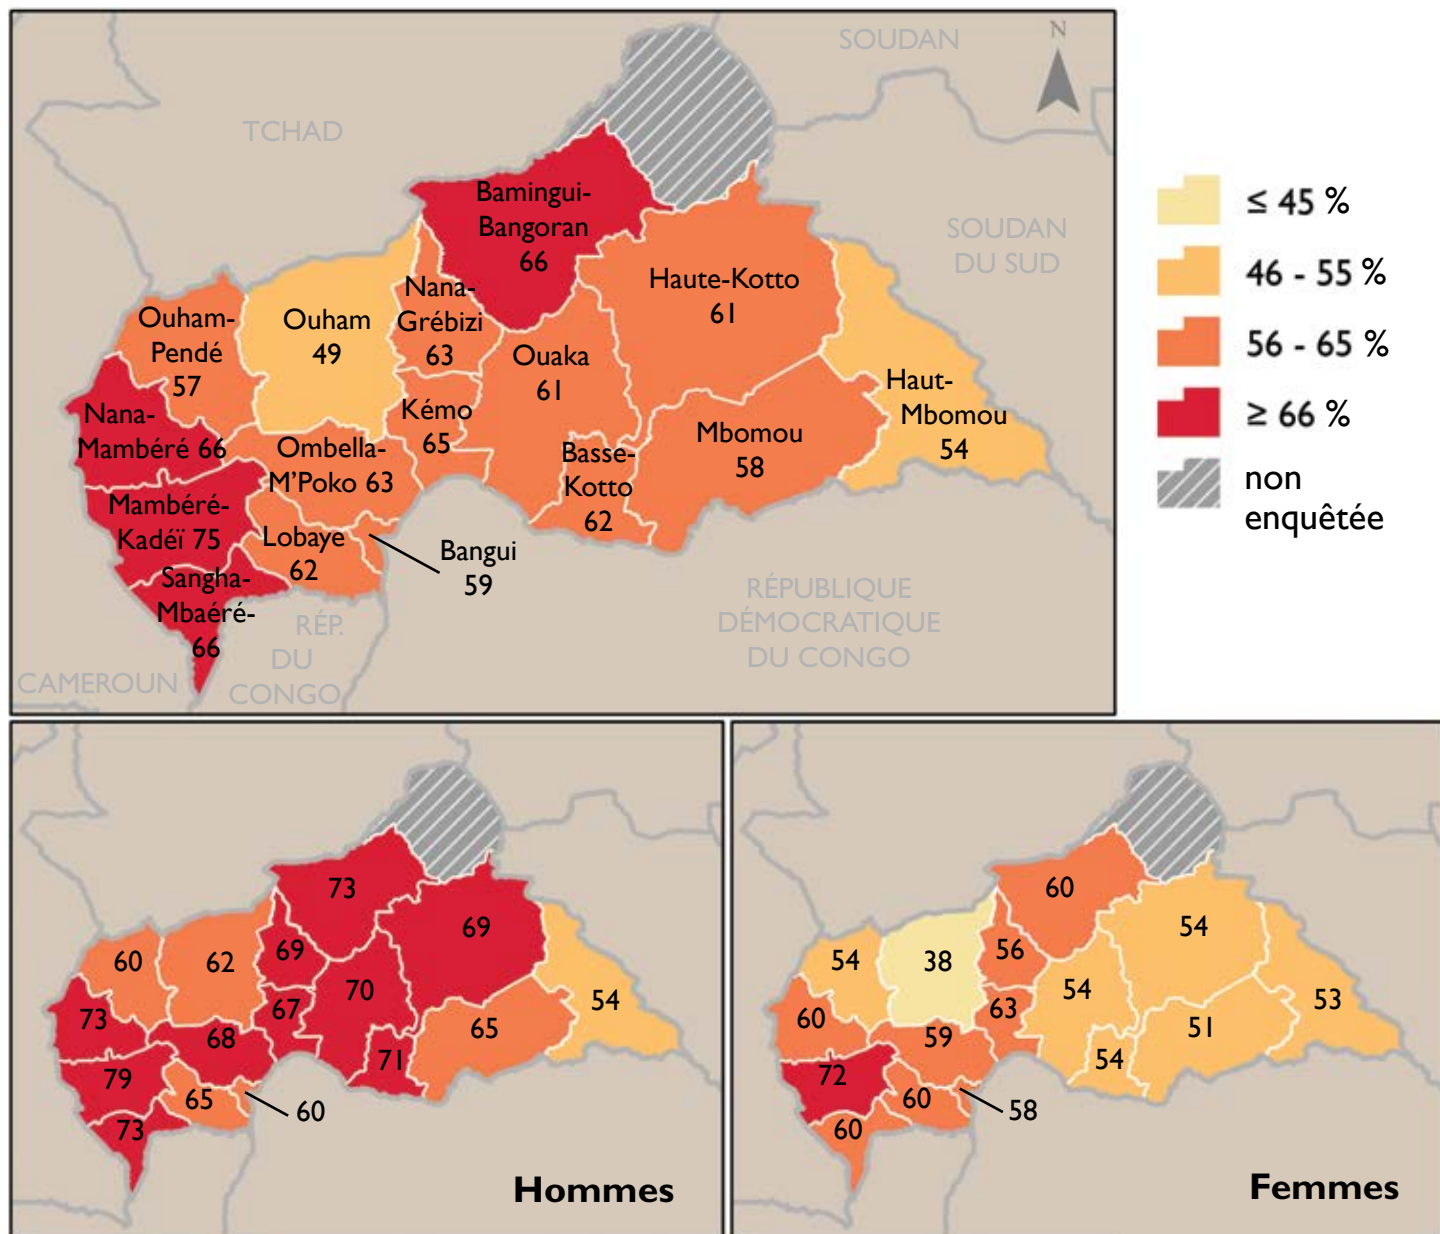 N
SOUDAN
TCHAD
SOUDAN
DU SUD
Bamingui-
Bangoran
66
Haute-Kotto
61
Nana-
Grébizi
63
Ouham-
Pendé
57
Ouham
49
Ouaka
61
Haut-
Mbomou
54
Kémo
65
Nana-
Mambéré 66
Mbomou
58
Ombella-
M'Poko 63
Basse-
Kotto
62
Mambéré-
Kadéï 75
Lobaye
62
Bangui
59
Sangha-
Mbaéré-
66
RÉPUBLIQUE
DÉMOCRATIQUE
DU CONGO
RÉP.
DU
CONGO
CAMEROUN
≤ 45 %
46 - 55 %
56 - 65 %
≥ 66 %
non
enquêtée
73
69
69
60
62
70
54
67
73
65
68
71
79
65
60
73
Hommes
60
54
56
54
38
54
53
63
60
51
59
54
72
60
58
60
Femmes